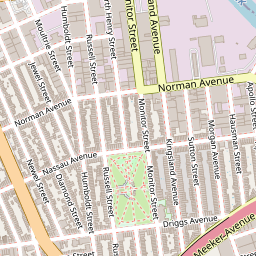 Moultrie Street
Humboldt Street
Russell Street
North Henry Street
Monitor Street
Kingsland Avenue
Jewel Street
Norman Avenue
Norman Avenue
Apollo Street
Monitor Street
Kingsland Avenue
Sutton Street
Morgan Avenue
Hausman Street
Nassau Avenue
Newel Street
Diamond Street
Humboldt Street
Russell Street
Monitor Street
Driggs Avenue
Meeker Avenue